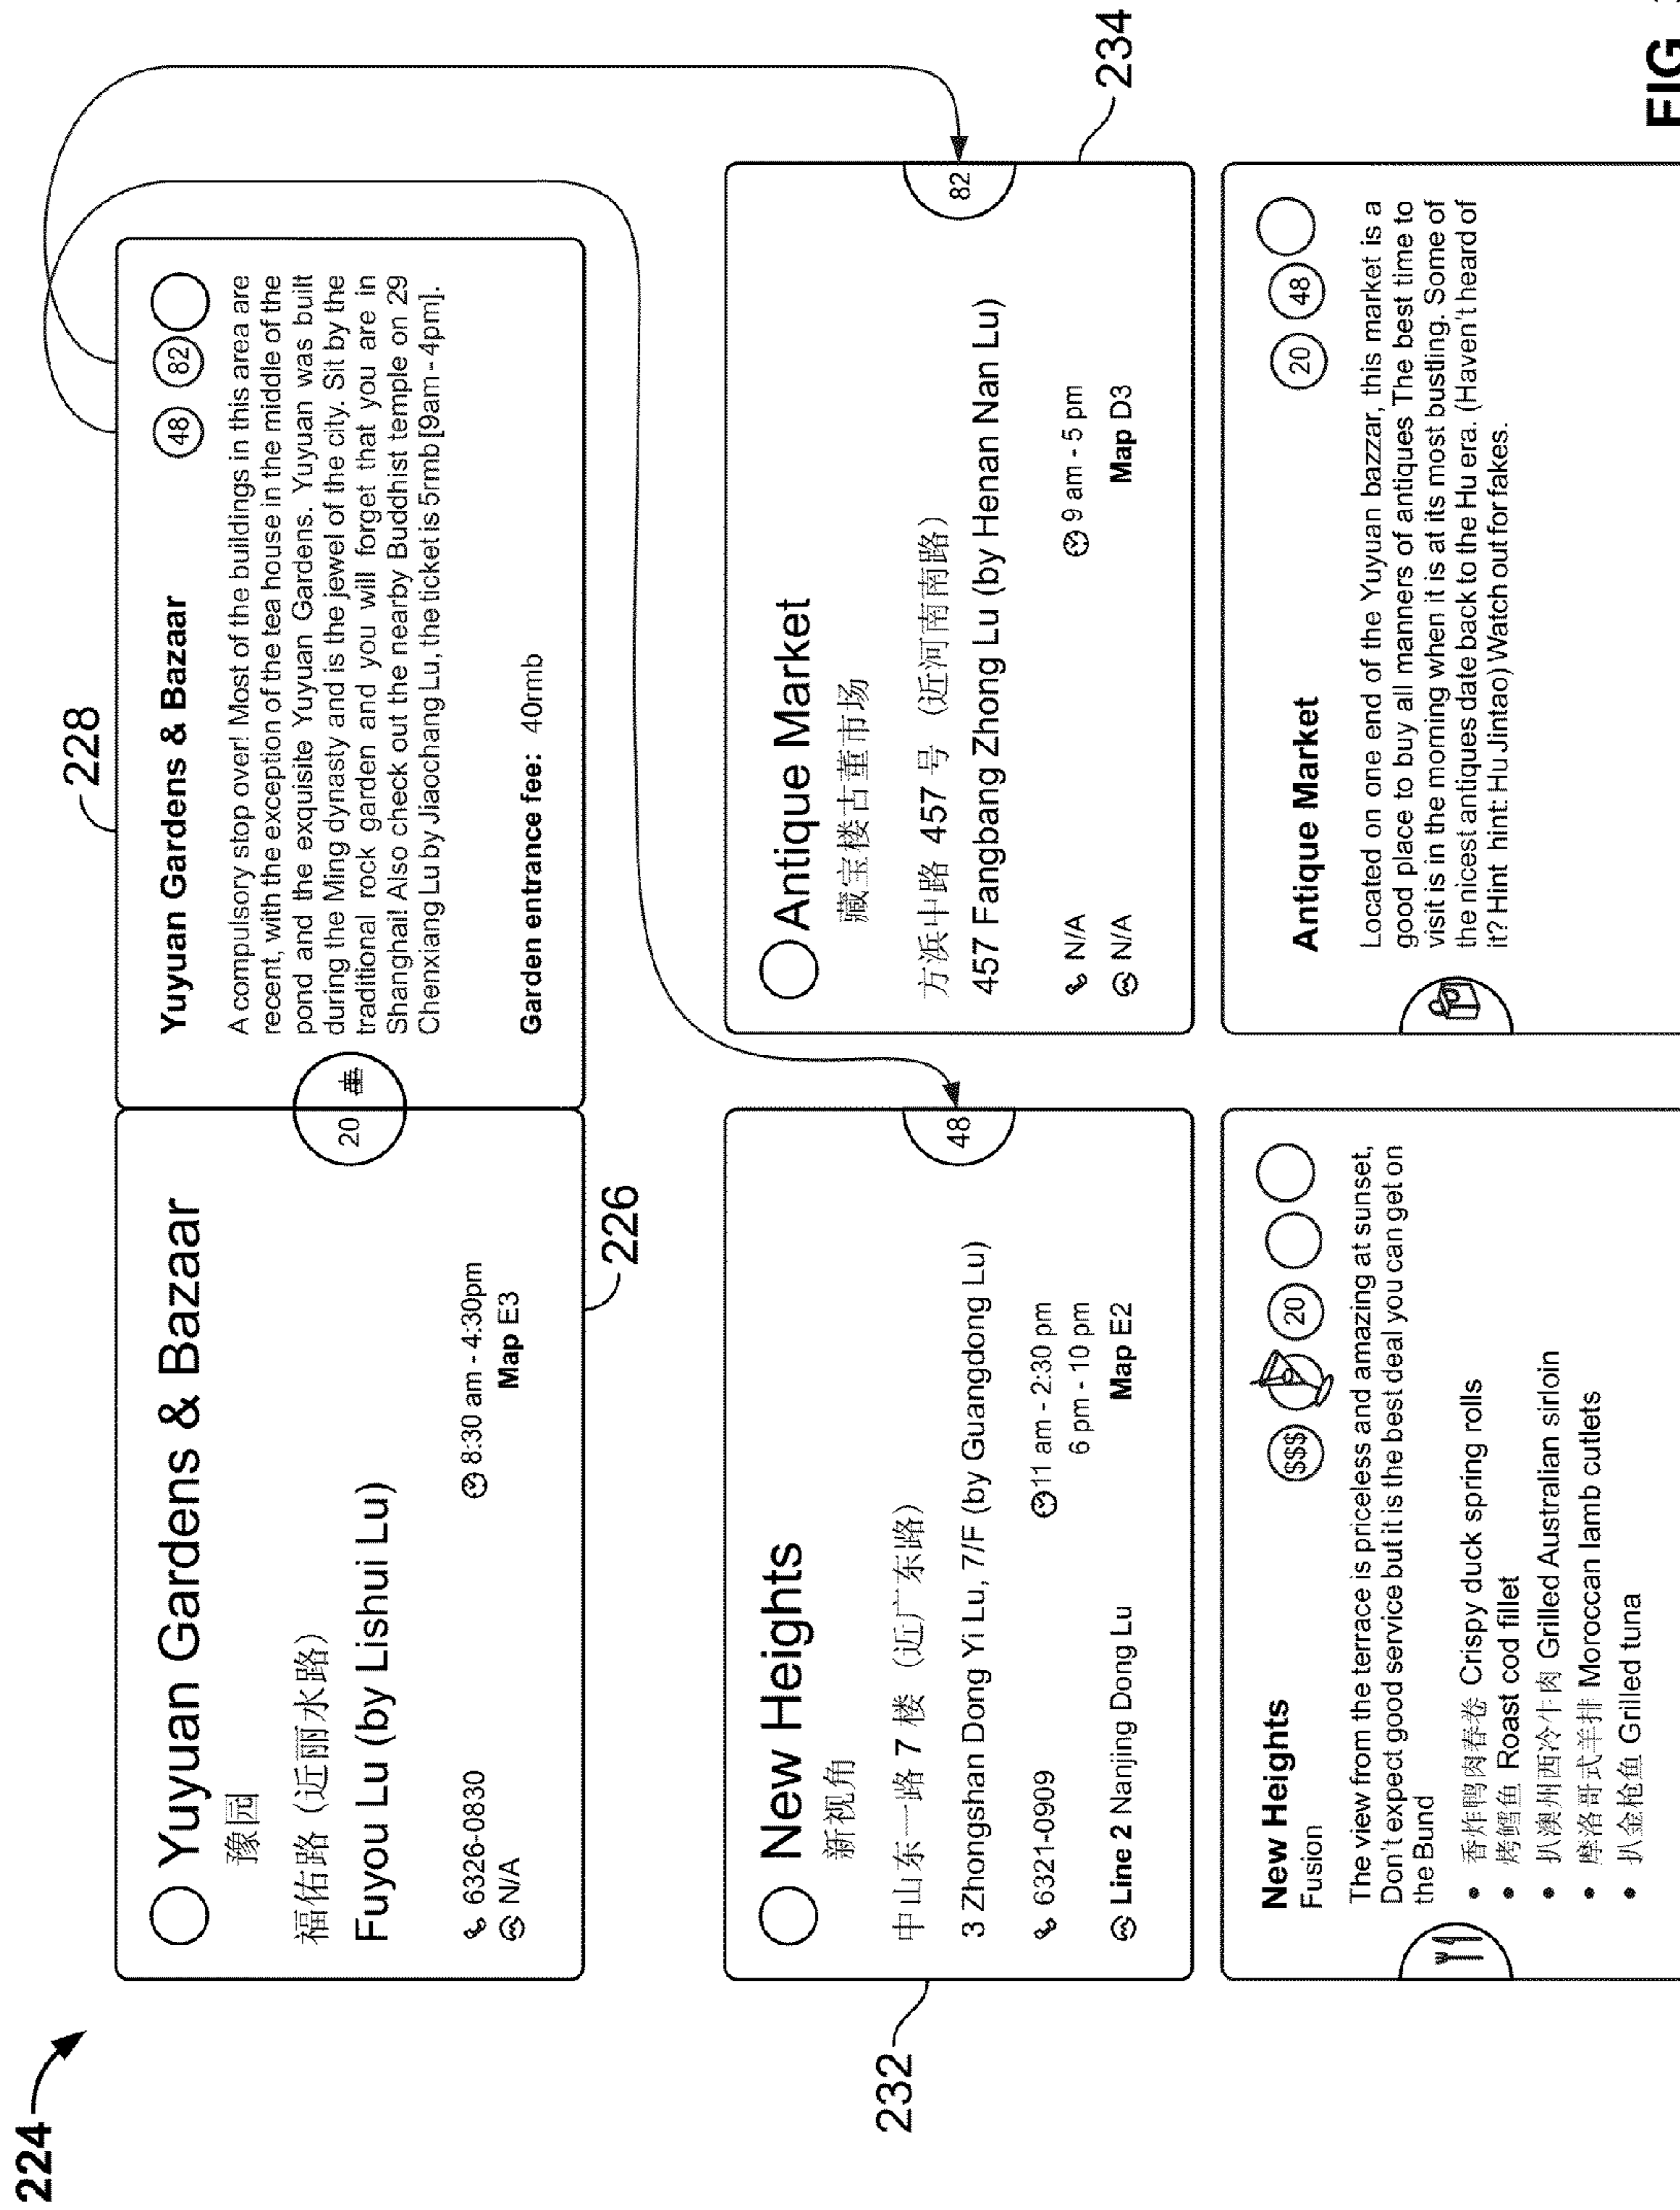 224
228
Yuyuan Gardens & Bazaar
豫园
福佑路（近丽水路）
Fuyou Lu (by Lishui Lu)
6326-0830
N/A
8:30 am - 4:30pm
Map E3
20
226
Yuyuan Gardens & Bazaar
48 82
A compulsory stop over! Most of the buildings in this area are
recent, with the exception of the tea house in the middle of the
pond and the exquisite Yuyuan Gardens. Yuyuan was built
during the Ming dynasty and is the jewel of the city. Sit by the
traditional rock garden and you will forget that you are in
Shanghai! Also check out the nearby Buddhist temple on 29
Chenxiang Lu by Jiaochang Lu, the ticket is 5rmb [9am - 4pm].
Garden entrance fee: 40rmb
New Heights
新视角
中山东一路 7 楼（近广东路）
3 Zhongshan Dong Yi Lu, 7/F (by Guangdong Lu)
6321-0909
11 am - 2:30 pm
6 pm - 10 pm
Line 2 Nanjing Dong Lu
Map E2
48
232
Antique Market
藏宝楼古董市场
方浜中路 457 号（近河南南路）
457 Fangbang Zhong Lu (by Henan Nan Lu)
N/A
9 am - 5 pm
N/A
Map D3
82
234
New Heights
$$$ 20
Fusion
The view from the terrace is priceless and amazing at sunset,
Don't expect good service but it is the best deal you can get on
the Bund
• 香炸鸭肉春卷 Crispy duck spring rolls
• 烤鳕鱼 Roast cod fillet
• 扒澳州西冷牛肉 Grilled Australian sirloin
• 摩洛哥式羊排 Moroccan lamb cutlets
• 扒金枪鱼 Grilled tuna
Antique Market
20 48
Located on one end of the Yuyuan bazzar, this market is a
good place to buy all manners of antiques The best time to
visit is in the morning when it is at its most bustling. Some of
the nicest antiques date back to the Hu era. (Haven't heard of
it? Hint hint: Hu Jintao) Watch out for fakes.
FIG